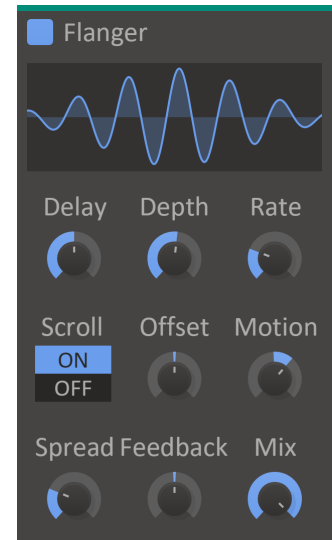 Flanger
Delay Depth Rate
Scroll Offset Motion
ON
OFF
Spread Feedback Mix